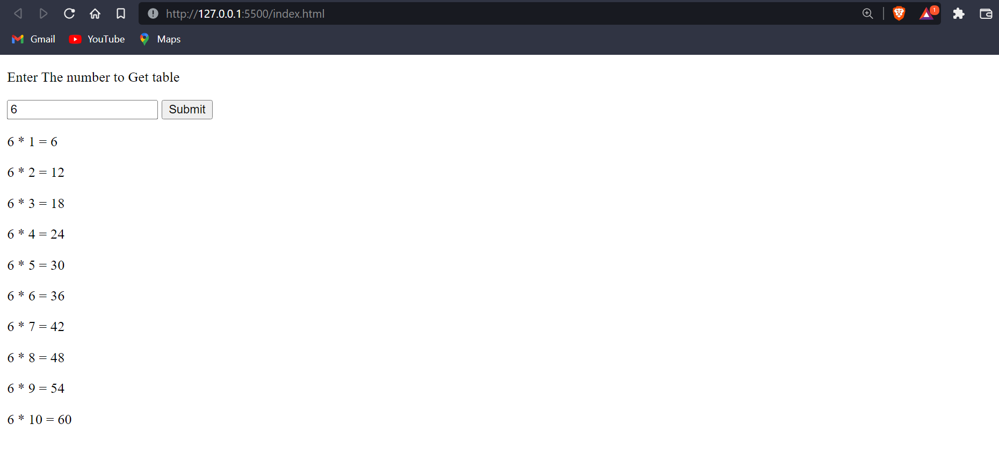 http://127.0.0.1:5500/index.html
1
Gmail YouTube Maps
Enter The number to Get table
6 Submit
6 * 1 = 6
6 * 2 = 12
6 * 3 = 18
6 * 4 = 24
6 * 5 = 30
6 * 6 = 36
6 * 7 = 42
6 * 8 = 48
6 * 9 = 54
6 * 10 = 60